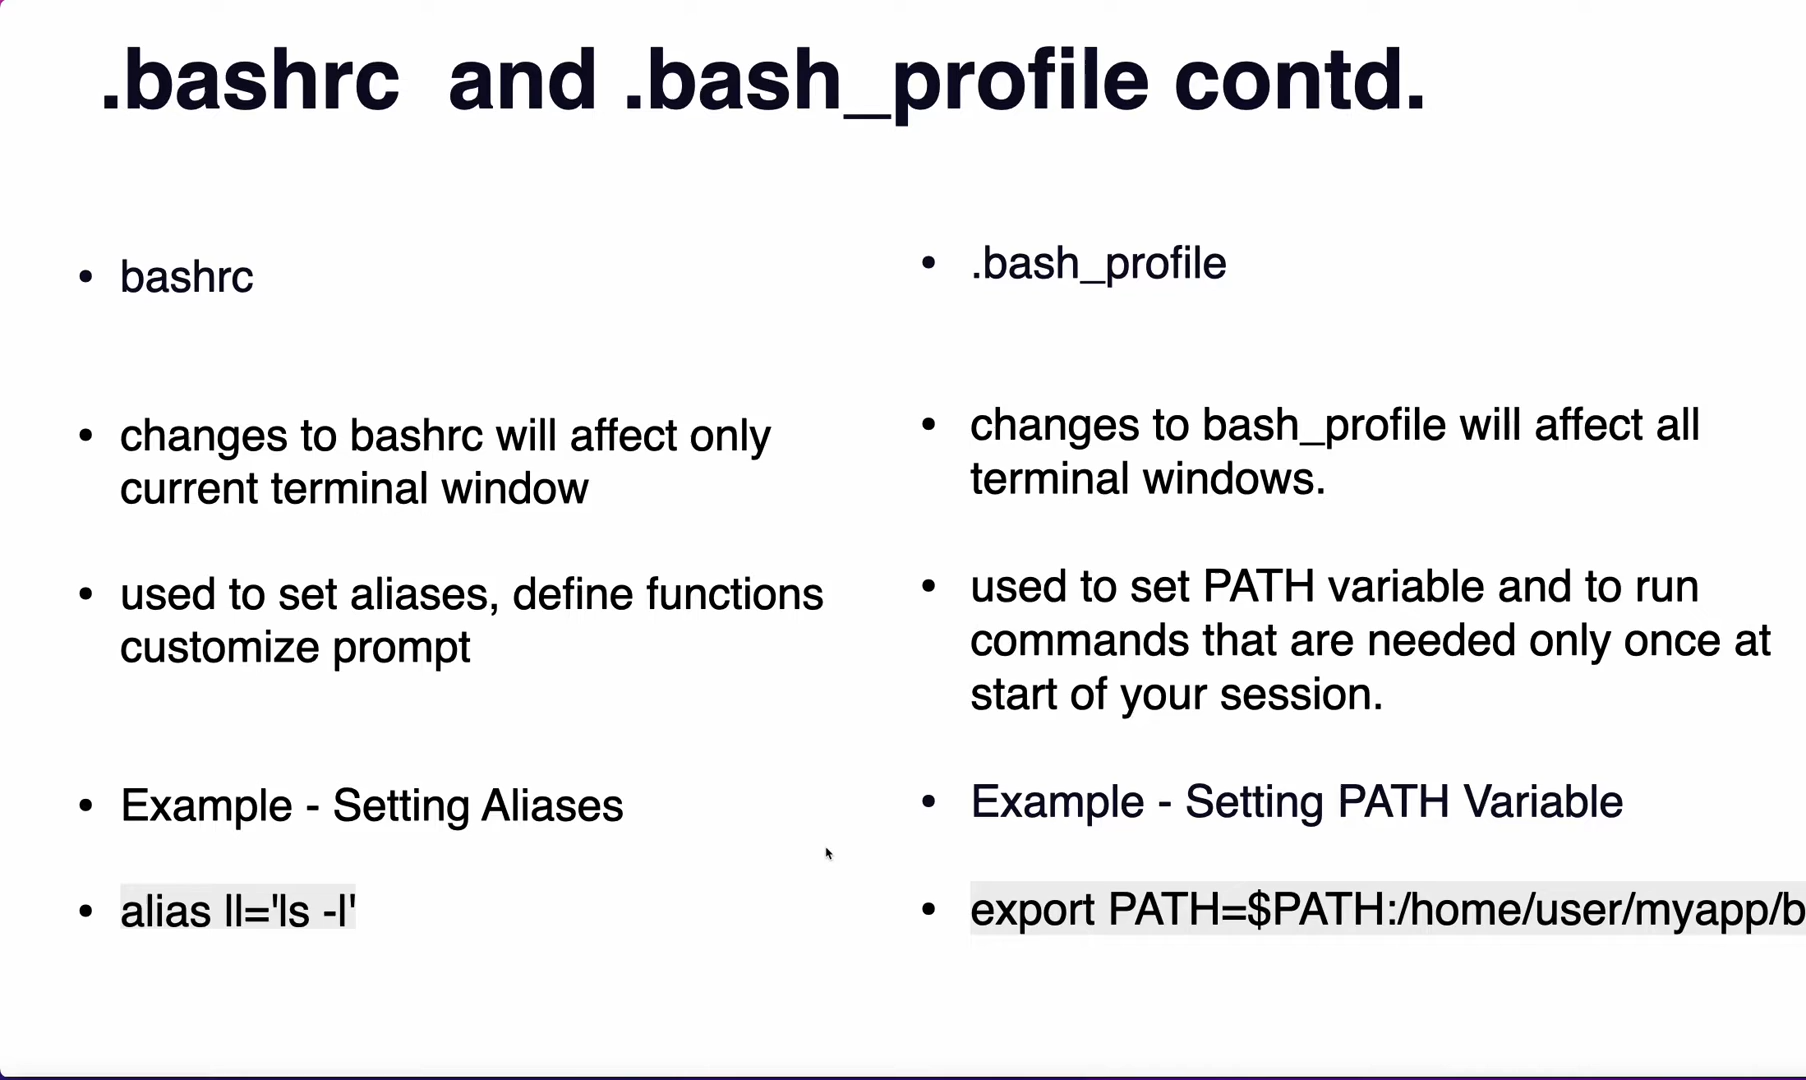 .bashrc and .bash_profile contd.
• bashrc
• changes to bashrc will affect only
current terminal window
• used to set aliases, define functions
customize prompt
• Example - Setting Aliases
• alias ll='ls -l'
• .bash_profile
• changes to bash_profile will affect all
terminal windows.
• used to set PATH variable and to run
commands that are needed only once at
start of your session.
• Example - Setting PATH Variable
• export PATH=$PATH:/home/user/myapp/b